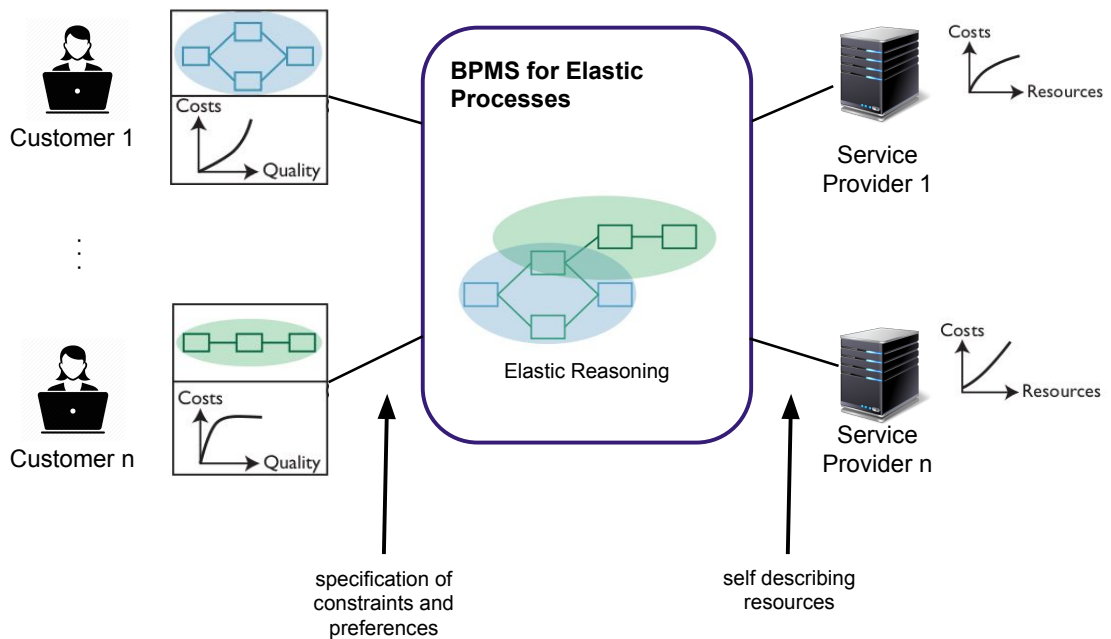 Costs
Quality
Customer 1
BPMS for Elastic
Processes
Costs
Resources
Service
Provider 1
Costs
Quality
Customer n
Elastic Reasoning
Costs
Resources
Service
Provider n
specification of
constraints and
preferences
self describing
resources